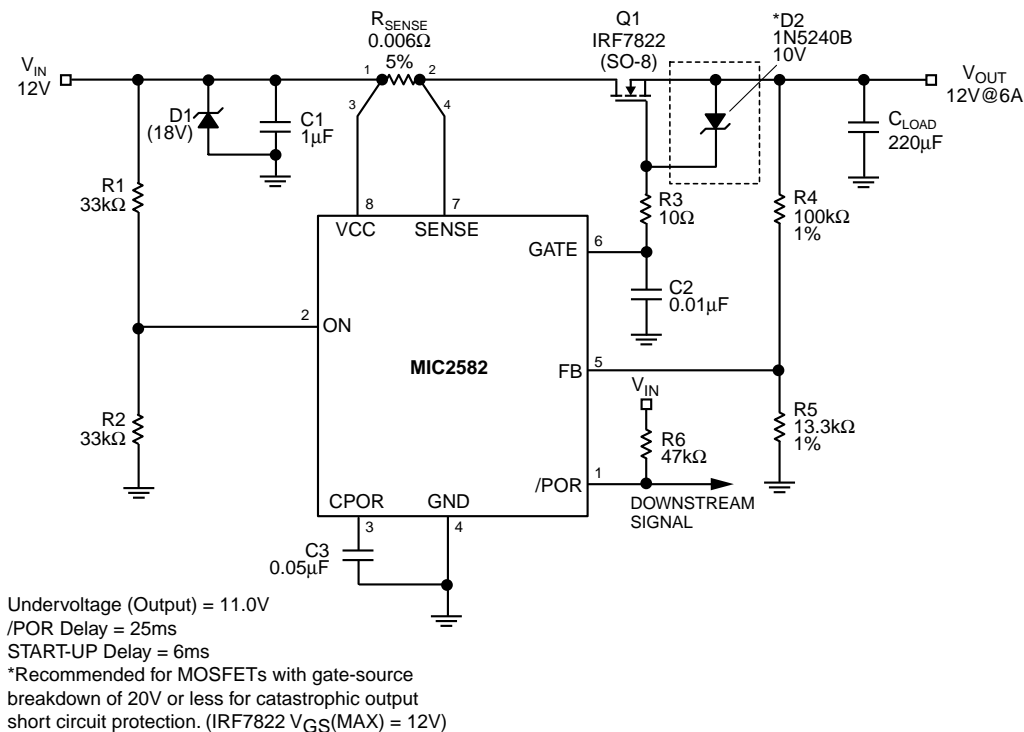 R_SENSE
0.006Ω
5%
Q1
IRF7822
(SO-8)
*D2
1N5240B
10V
V_IN
12V
1
2
3
4
V_OUT
12V@6A
D1
(18V)
C1
1µF
C_LOAD
220µF
R1
33kΩ
8
7
VCC
SENSE
R3
10Ω
R4
100kΩ
1%
GATE
6
C2
0.01µF
2
ON
MIC2582
FB
5
V_IN
R2
33kΩ
R6
47kΩ
R5
13.3kΩ
1%
/POR
1
DOWNSTREAM
SIGNAL
CPOR
GND
3
4
C3
0.05µF
Undervoltage (Output) = 11.0V
/POR Delay = 25ms
START-UP Delay = 6ms
*Recommended for MOSFETs with gate-source
breakdown of 20V or less for catastrophic output
short circuit protection. (IRF7822 V_GS(MAX) = 12V)